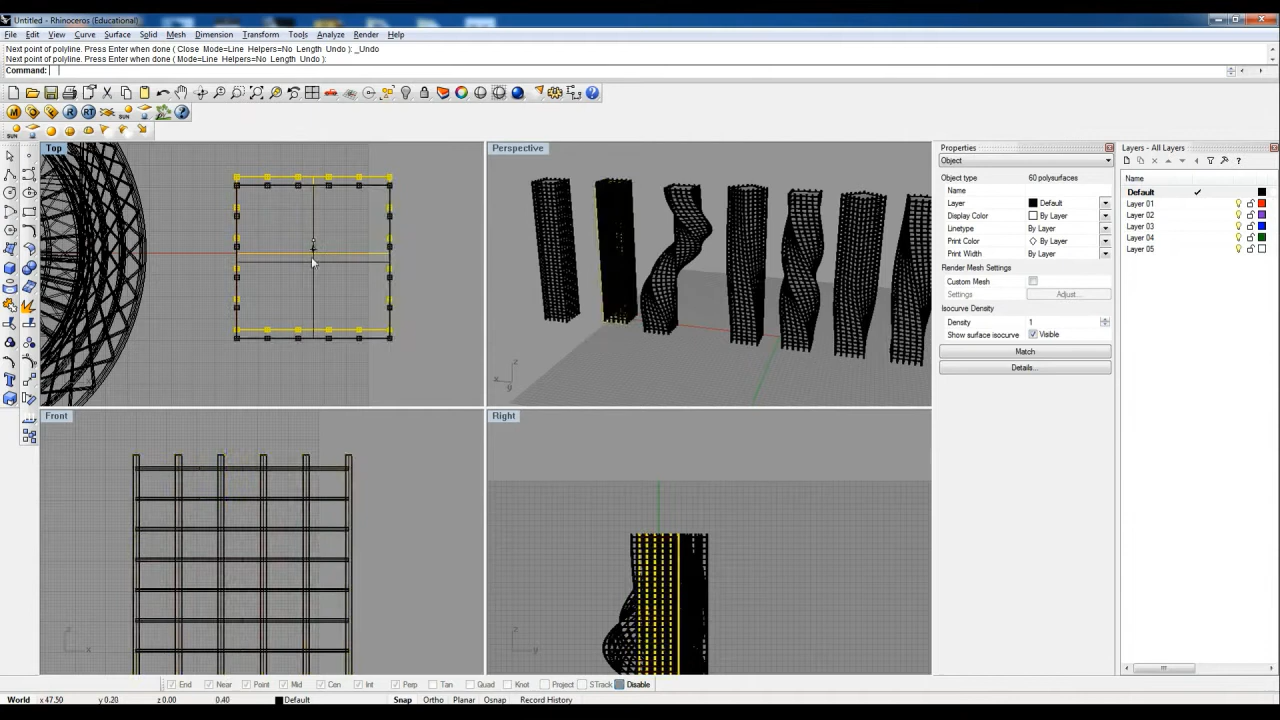 Untitled - Rhinoceros (Educational)
File Edit View Curve Surface Solid Mesh Dimension Transform Tools Analyze Render Help
Next point of polyline. Press Enter when done ( Close Mode=Line Helpers=No Length Undo ): _Undo
Next point of polyline. Press Enter when done ( Mode=Line Helpers=No Length Undo ):
Command:
Top
Perspective
Front
Right
Properties
Object
Object type 60 polysurfaces
Name
Layer Default
Display Color By Layer
Linetype By Layer
Print Color By Layer
Print Width By Layer
Render Mesh Settings
Custom Mesh
Settings Adjust...
Isocurve Density
Density 1
Show surface isocurve Visible
Match
Details...
Layers - All Layers
Name
Default
Layer 01
Layer 02
Layer 03
Layer 04
Layer 05
End Near Point Mid Cen Int Perp Tan Quad Knot Project STrack Disable
World x 47.50 y 0.20 z 0.00 0.40 Default Snap Ortho Planar Osnap Record History